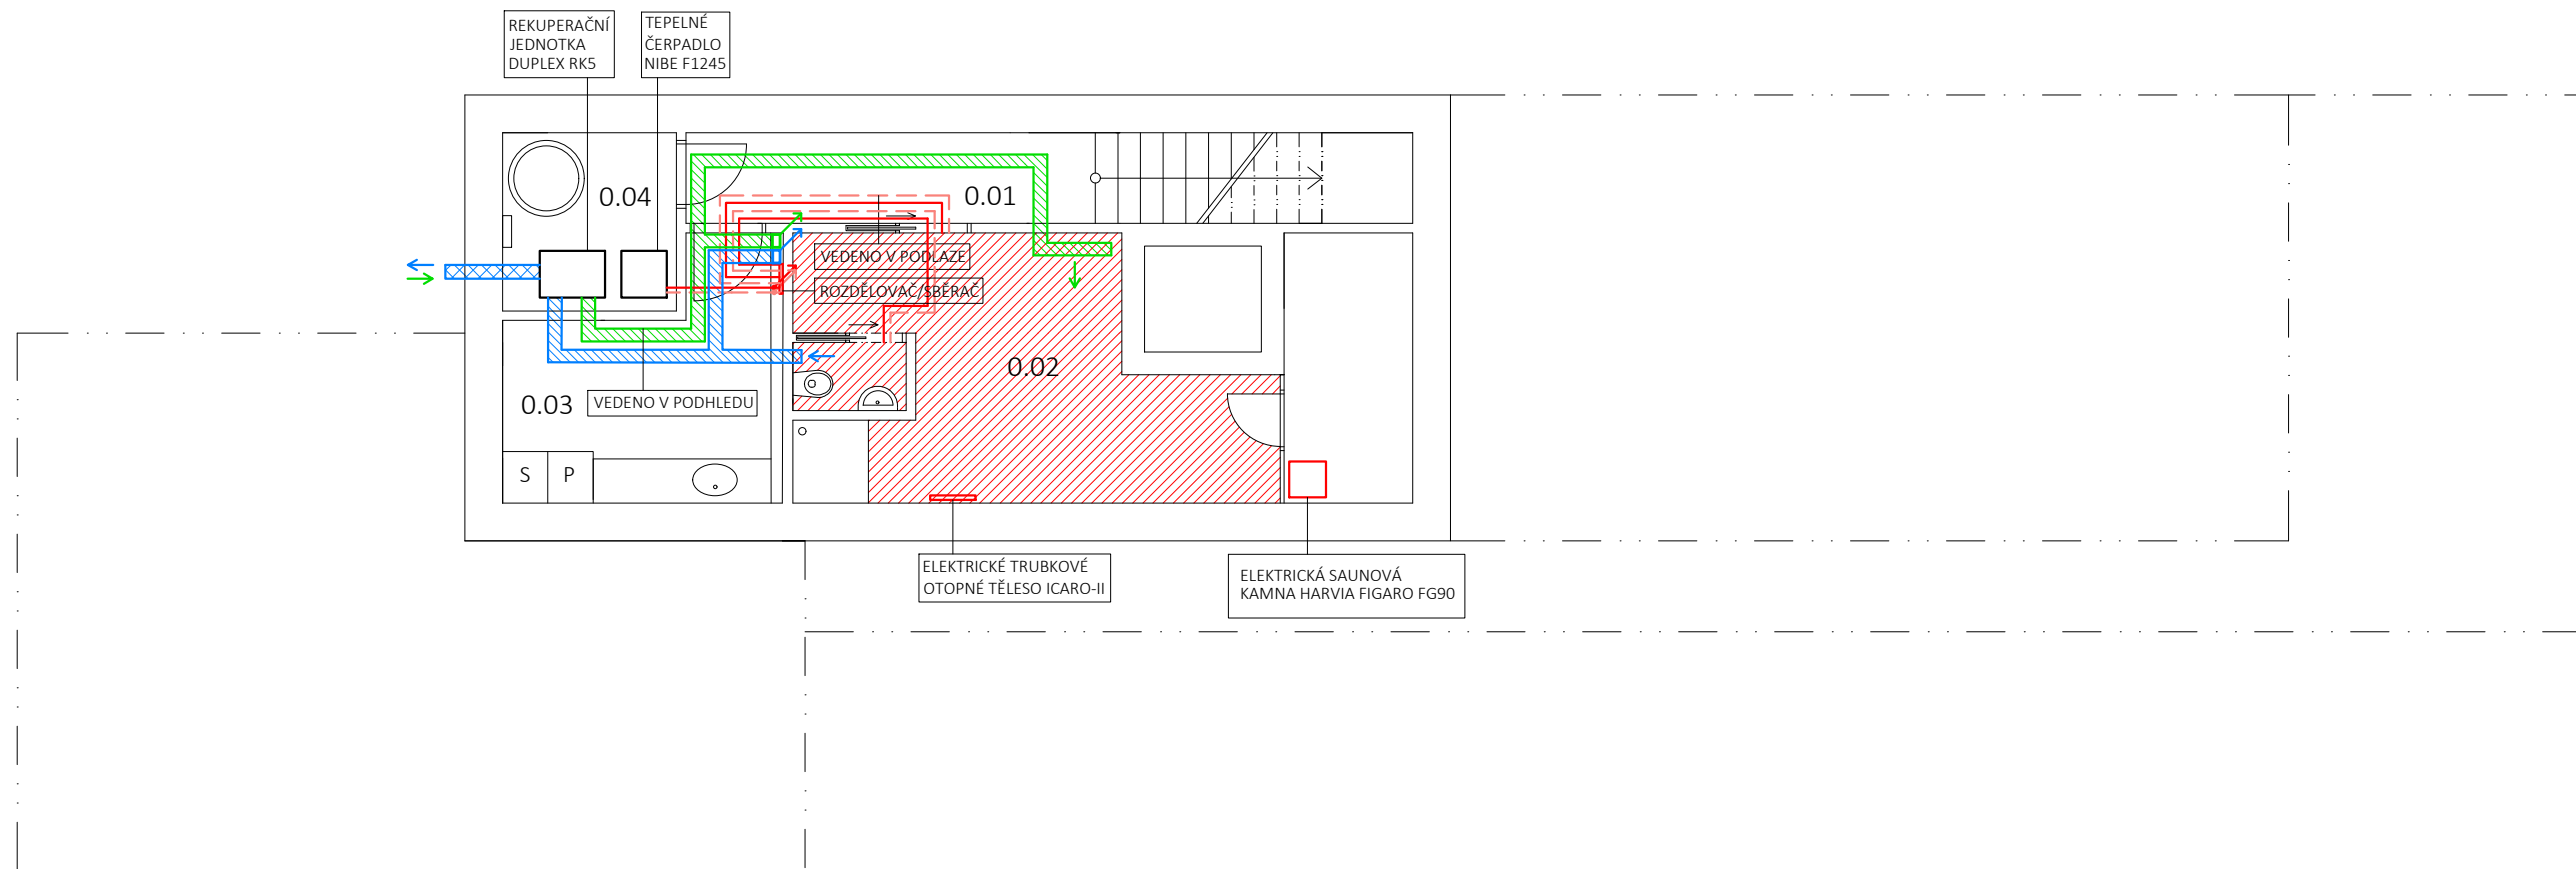 REKUPERAČNÍ
JEDNOTKA
DUPLEX RK5
TEPELNÉ
ČERPADLO
NIBE F1245
0.04
0.01
VEDENO V PODLAZE
ROZDĚLOVAČ/SBĚRAČ
0.02
0.03
VEDENO V PODHLEDU
S
P
ELEKTRICKÉ TRUBKOVÉ
OTOPNÉ TĚLESO ICARO-II
ELEKTRICKÁ SAUNOVÁ
KAMNA HARVIA FIGARO FG90